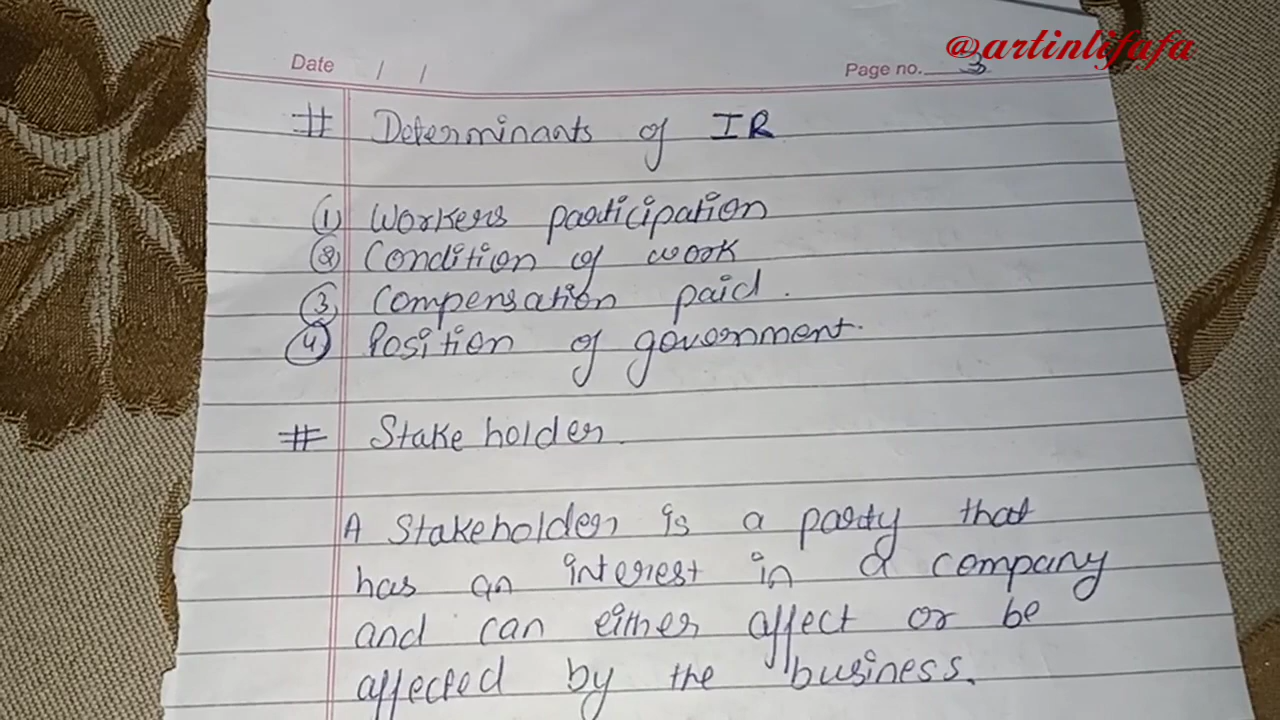 @artinlifafa
Date / /
Page no. 3
# Determinants of IR
① Workers participation
② Condition of work
③ Compensation paid.
④ Position of government.
# Stake holder.
A Stakeholder is a party that
has an interest in a company
and can either affect or be
affected by the business.